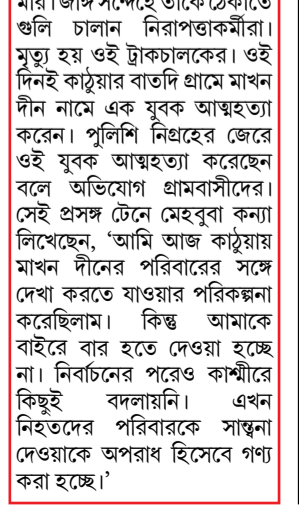 মীর। জঙ্গি সন্দেহে তাকে ঠেকাতে
গুলি চালান নিরাপত্তাকর্মীরা।
মৃত্যু হয় ওই ট্রাকচালকের। ওই
দিনই কাঠুয়ার বাতদি গ্রামে মাখন
দীন নামে এক যুবক আত্মহত্যা
করেন। পুলিশি নিগ্রহের জেরে
ওই যুবক আত্মহত্যা করেছেন
বলে অভিযোগ গ্রামবাসীদের।
সেই প্রসঙ্গ টেনে মেহবুবা কন্যা
লিখেছেন, ‘আমি আজ কাঠুয়ায়
মাখন দীনের পরিবারের সঙ্গে
দেখা করতে যাওয়ার পরিকল্পনা
করেছিলাম। কিন্তু আমাকে
বাইরে বার হতে দেওয়া হচ্ছে
না। নির্বাচনের পরেও কাশ্মীরে
কিছুই বদলায়নি। এখন
নিহতদের পরিবারকে সান্ত্বনা
দেওয়াকে অপরাধ হিসেবে গণ্য
করা হচ্ছে।’